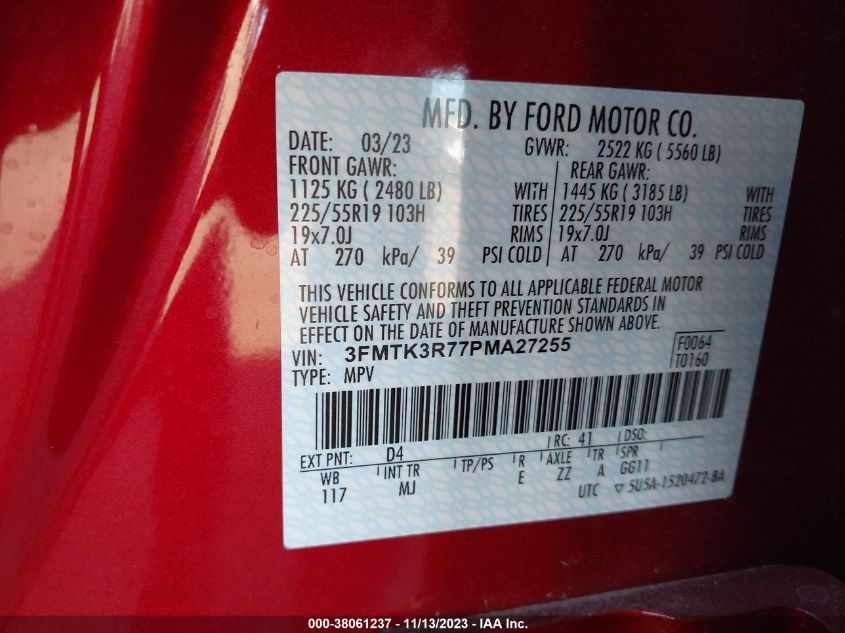 MFD. BY FORD MOTOR CO.
DATE: 03/23 GVWR: 2522 KG ( 5560 LB)
FRONT GAWR: REAR GAWR:
1125 KG ( 2480 LB) WITH 1445 KG ( 3185 LB) WITH
225/55R19 103H TIRES 225/55R19 103H TIRES
19x7.0J RIMS 19x7.0J RIMS
AT 270 kPa/ 39 PSI COLD AT 270 kPa/ 39 PSI COLD
THIS VEHICLE CONFORMS TO ALL APPLICABLE FEDERAL MOTOR
VEHICLE SAFETY AND THEFT PREVENTION STANDARDS IN
EFFECT ON THE DATE OF MANUFACTURE SHOWN ABOVE.
VIN: 3FMTK3R77PMA27255 F0064
TYPE: MPV T0160
EXT PNT: D4 RC: 41 DSO:
WB INT TR TP/PS R AXLE TR SPR
117 MJ E ZZ A GG11
UTC ▽ 5U5A-1520472-BA
000-38061237 - 11/13/2023 - IAA Inc.